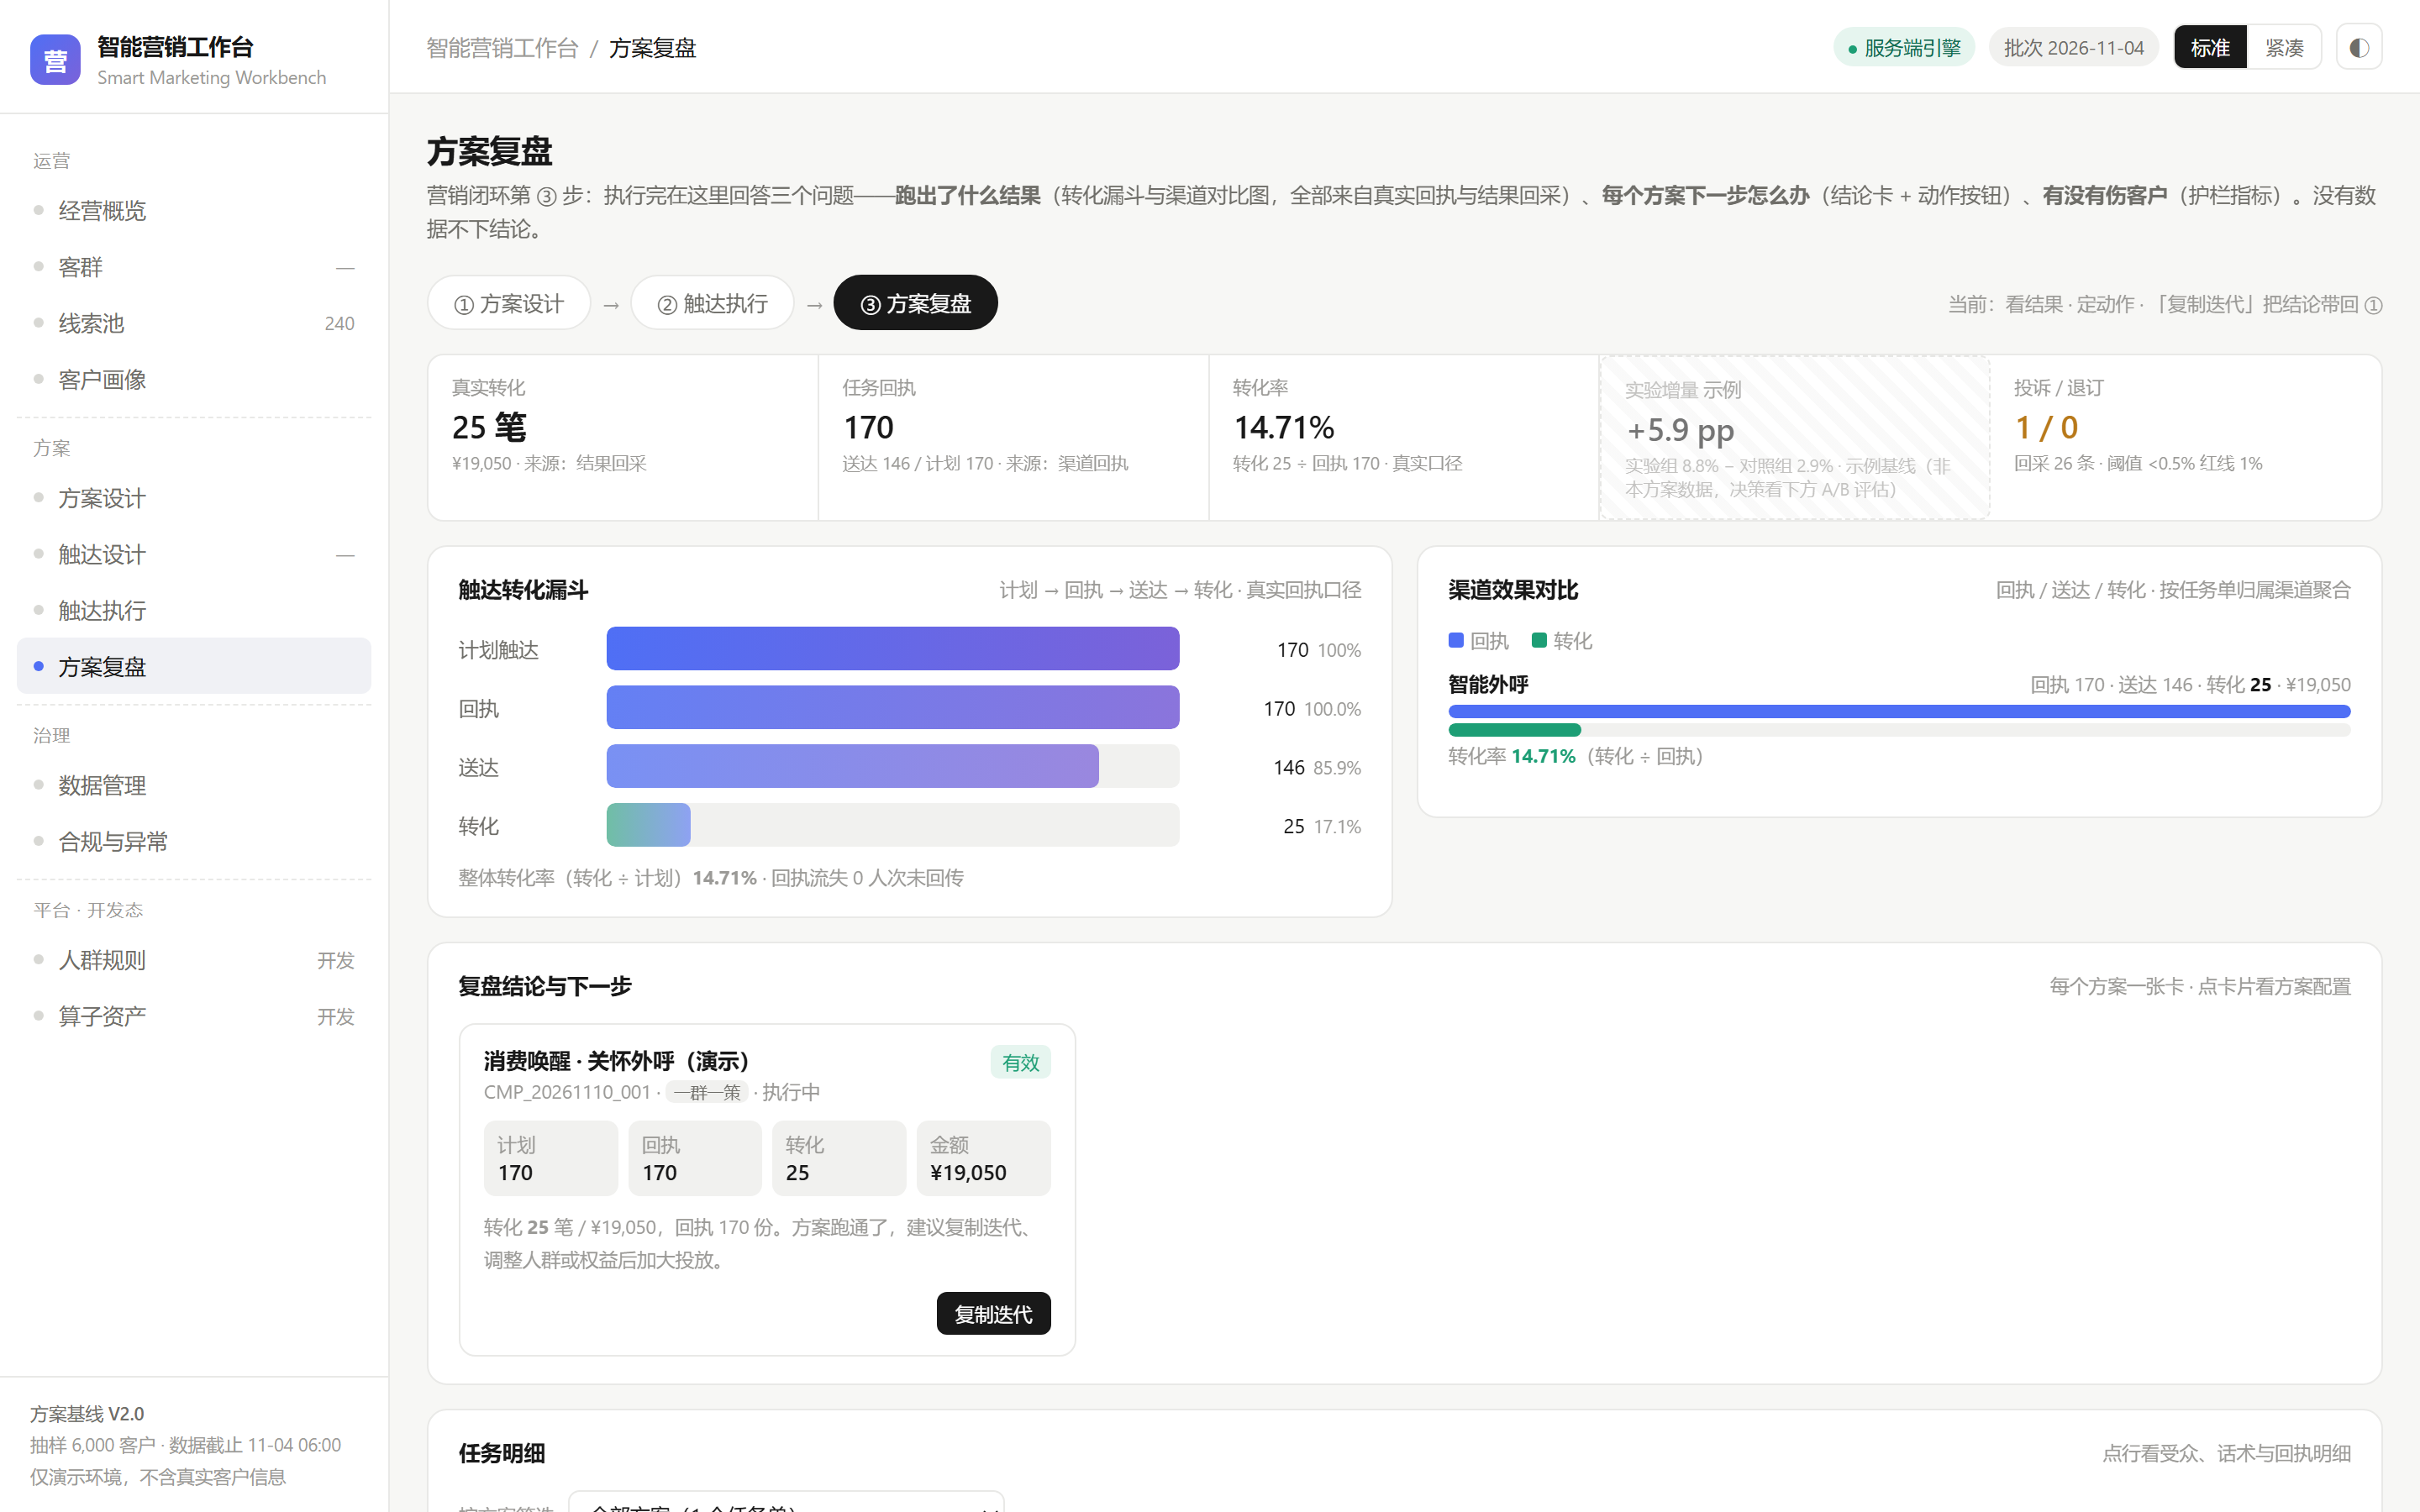 营
智能营销工作台
Smart Marketing Workbench
运营
经营概览
客群 —
线索池 240
客户画像
方案
方案设计
触达设计 —
触达执行
方案复盘
治理
数据管理
合规与异常
平台 · 开发态
人群规则 开发
算子资产 开发
方案基线 V2.0
抽样 6,000 客户 · 数据截止 11-04 06:00
仅演示环境，不含真实客户信息
智能营销工作台 / 方案复盘
服务端引擎
批次 2026-11-04
标准 紧凑
方案复盘
营销闭环第 ③ 步：执行完在这里回答三个问题——跑出了什么结果（转化漏斗与渠道对比图，全部来自真实回执与结果回采）、每个方案下一步怎么办（结论卡 + 动作按钮）、有没有伤客户（护栏指标）。没有数
据不下结论。
① 方案设计 → ② 触达执行 → ③ 方案复盘
当前：看结果 · 定动作 · 「复制迭代」把结论带回 ①
真实转化
25 笔
¥19,050 · 来源：结果回采
任务回执
170
送达 146 / 计划 170 · 来源：渠道回执
转化率
14.71%
转化 25 ÷ 回执 170 · 真实口径
实验增量 示例
+5.9 pp
实验组 8.8% − 对照组 2.9% · 示例基线（非
本方案数据，决策看下方 A/B 评估）
投诉 / 退订
1 / 0
回采 26 条 · 阈值 <0.5% 红线 1%
触达转化漏斗 计划 → 回执 → 送达 → 转化 · 真实回执口径
计划触达 170 100%
回执 170 100.0%
送达 146 85.9%
转化 25 17.1%
整体转化率（转化 ÷ 计划）14.71% · 回执流失 0 人次未回传
渠道效果对比 回执 / 送达 / 转化 · 按任务单归属渠道聚合
回执 转化
智能外呼 回执 170 · 送达 146 · 转化 25 · ¥19,050
转化率 14.71%（转化 ÷ 回执）
复盘结论与下一步 每个方案一张卡 · 点卡片看方案配置
消费唤醒 · 关怀外呼（演示） 有效
CMP_20261110_001 · 一群一策 · 执行中
计划 回执 转化 金额
170 170 25 ¥19,050
转化 25 笔 / ¥19,050，回执 170 份。方案跑通了，建议复制迭代、
调整人群或权益后加大投放。
复制迭代
任务明细 点行看受众、话术与回执明细
按方案筛选 全部方案（1 个任务单）